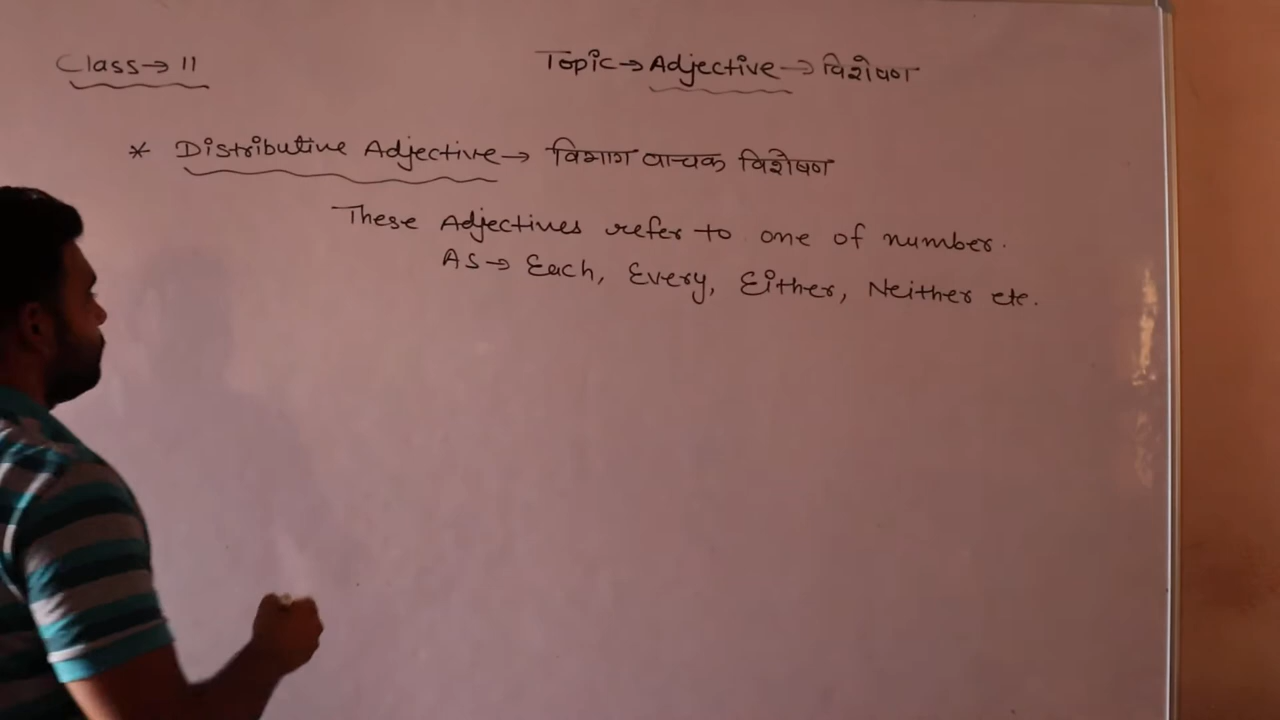 Class→ 11
Topic→ Adjective → विशेषण
* Distributive Adjective → विभाग वाचक विशेषण
These Adjectives refer to one of number.
AS→ Each, Every, Either, Neither etc.